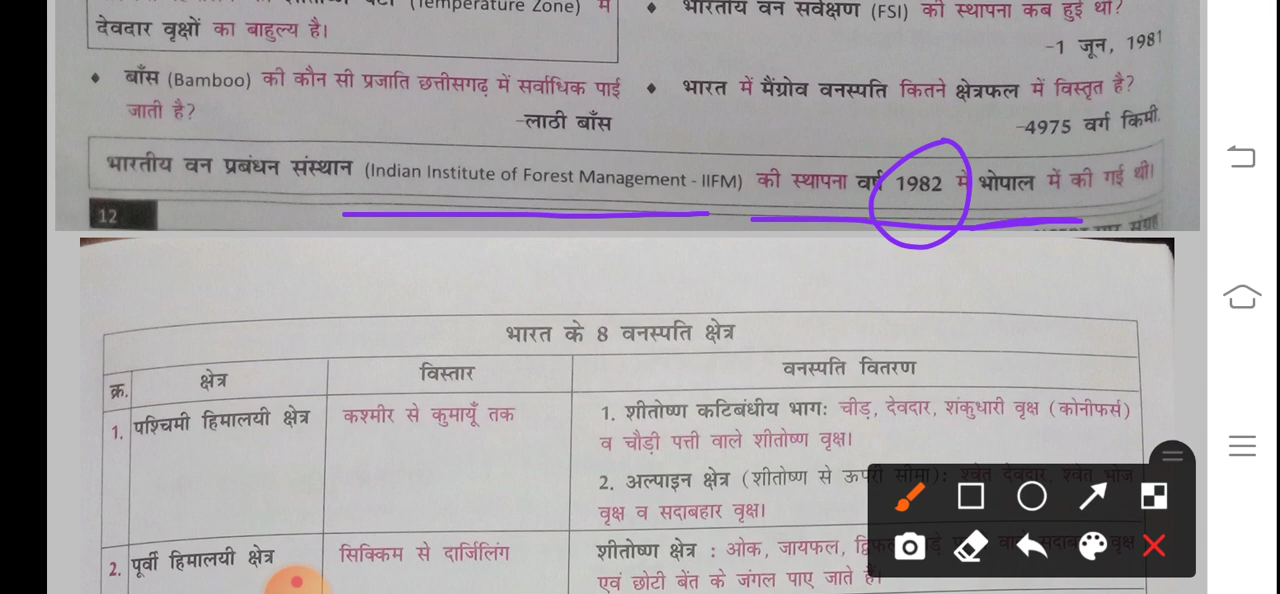 (Temperature Zone) में
देवदार वृक्षों का बाहुल्य है।
♦ बाँस (Bamboo) की कौन सी प्रजाति छत्तीसगढ़ में सर्वाधिक पाई
जाती है?
-लाठी बाँस
♦ भारतीय वन सर्वेक्षण (FSI) की स्थापना कब हुई थी?
-1 जून, 1981
♦ भारत में मैंग्रोव वनस्पति कितने क्षेत्रफल में विस्तृत है?
-4975 वर्ग किमी.
भारतीय वन प्रबंधन संस्थान (Indian Institute of Forest Management - IIFM) की स्थापना वर्ष 1982 में भोपाल में की गई थी।
12
भारत के 8 वनस्पति क्षेत्र
क्र. क्षेत्र विस्तार वनस्पति वितरण
1. पश्चिमी हिमालयी क्षेत्र कश्मीर से कुमायूँ तक 1. शीतोष्ण कटिबंधीय भाग: चीड़, देवदार, शंकुधारी वृक्ष (कोनीफर्स)
व चौड़ी पत्ती वाले शीतोष्ण वृक्ष।
2. अल्पाइन क्षेत्र (शीतोष्ण से ऊपरी सीमा): श्वेत देवदार, श्वेत भोज
वृक्ष व सदाबहार वृक्ष।
2. पूर्वी हिमालयी क्षेत्र सिक्किम से दार्जिलिंग शीतोष्ण क्षेत्र : ओक, जायफल, वृक्ष
एवं छोटी बेंत के जंगल पाए जाते हैं।